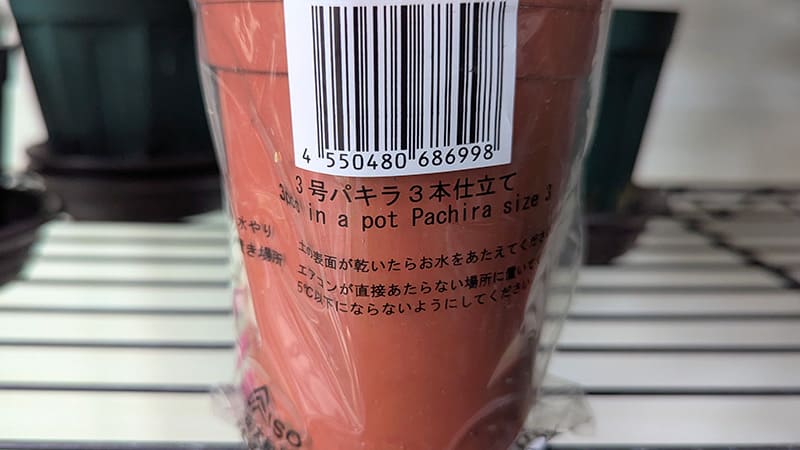 4 550480 686998
3号パキラ3本仕立て
in a pot Pachira size 3
水やり 土の表面が乾いたらお水をあたえてくださ
き場所 エアコンが直接あたらない場所に置いて
5℃以下にならないようにしてください
ISO